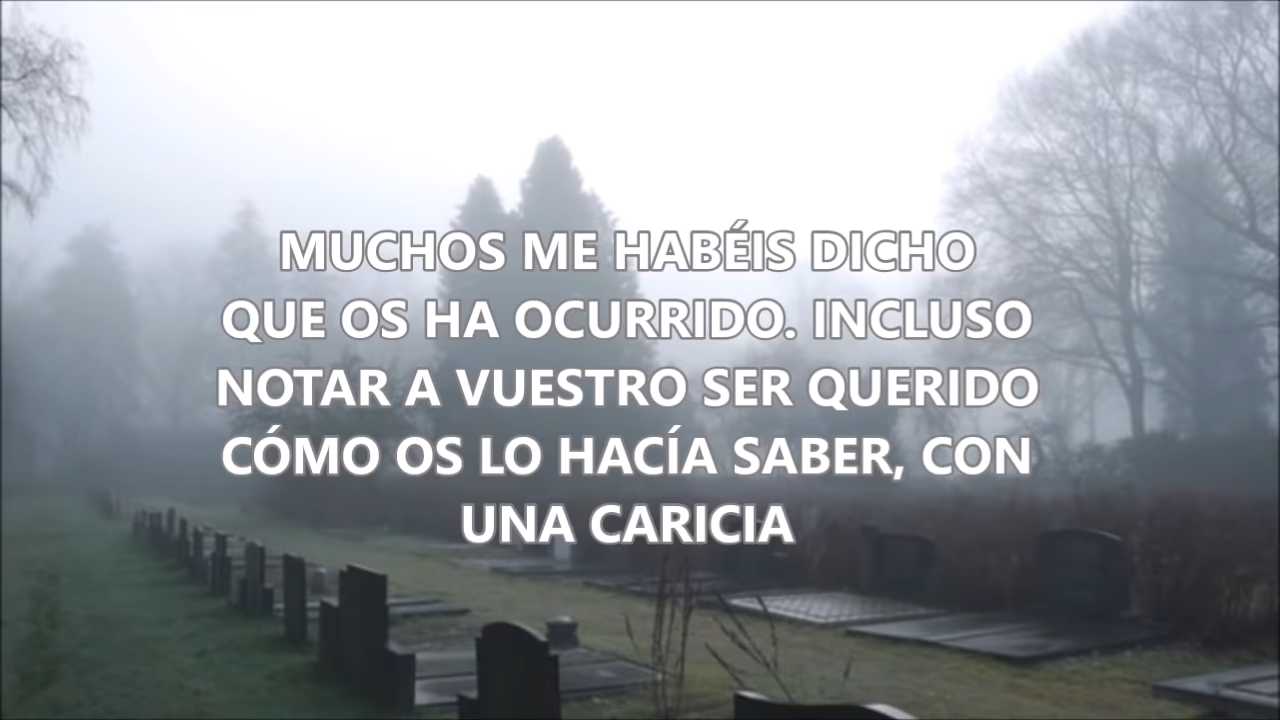 MUCHOS ME HABÉIS DICHO
QUE OS HA OCURRIDO. INCLUSO
NOTAR A VUESTRO SER QUERIDO
CÓMO OS LO HACÍA SABER, CON
UNA CARICIA